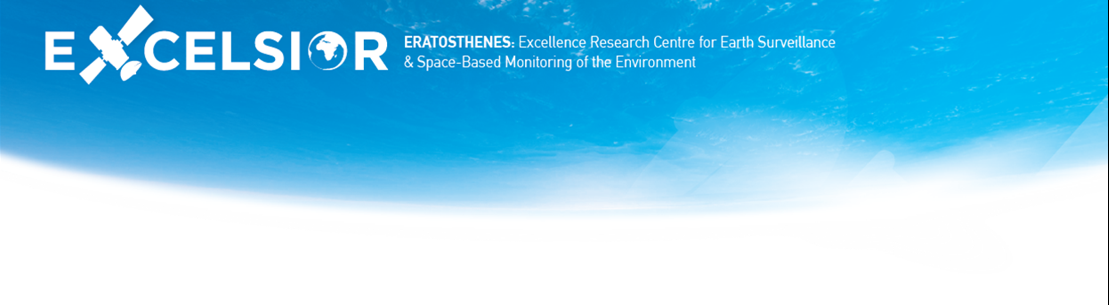 EXCELSIOR
ERATOSTHENES: Excellence Research Centre for Earth Surveillance
& Space-Based Monitoring of the Environment